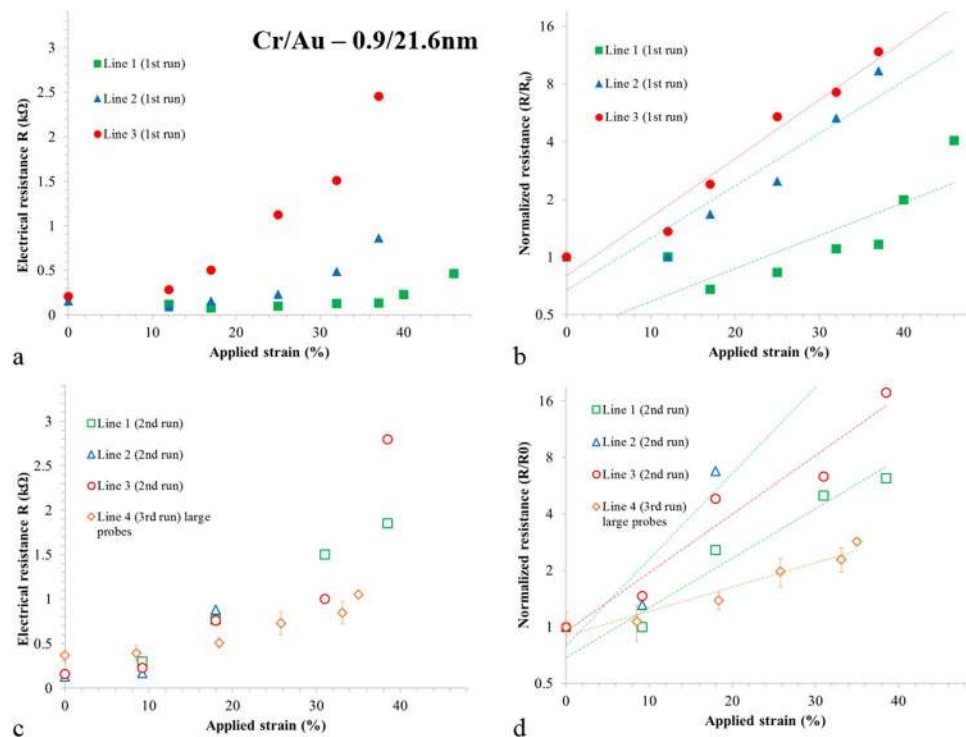 Cr/Au – 0.9/21.6nm
Electrical resistance R (kΩ)
3
2.5
2
1.5
1
0.5
0
Line 1 (1st run)
Line 2 (1st run)
Line 3 (1st run)
0
10
20
30
40
Applied strain (%)
a
Normalized resistance (R/R₀)
16
8
4
2
1
0.5
Line 1 (1st run)
Line 2 (1st run)
Line 3 (1st run)
0
10
20
30
40
Applied strain (%)
b
Electrical resistance R (kΩ)
3
2.5
2
1.5
1
0.5
0
Line 1 (2nd run)
Line 2 (2nd run)
Line 3 (2nd run)
Line 4 (3rd run) large
probes
0
10
20
30
40
Applied strain (%)
c
Normalized resistance (R/R0)
16
8
4
2
1
0.5
Line 1 (2nd run)
Line 2 (2nd run)
Line 3 (2nd run)
Line 4 (3rd run)
large probes
0
10
20
30
40
Applied strain (%)
d